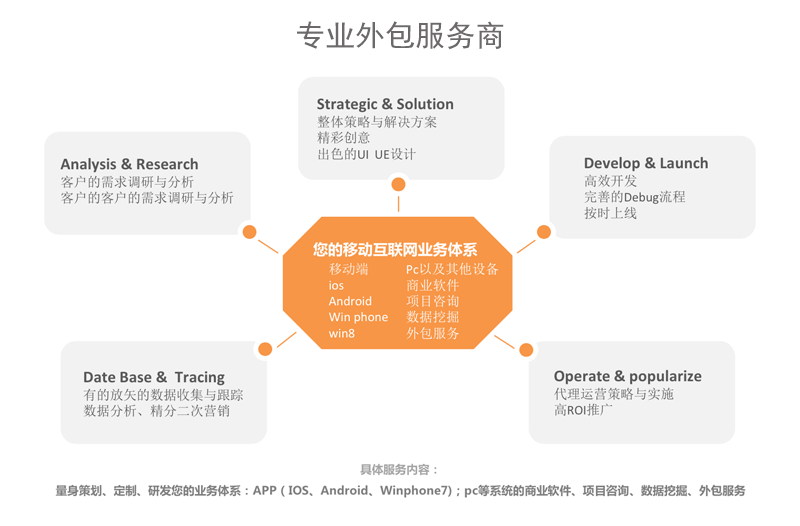 专业外包服务商
Strategic & Solution
整体策略与解决方案
精彩创意
出色的UI UE设计
Analysis & Research
客户的需求调研与分析
客户的客户的需求调研与分析
Develop & Launch
高效开发
完善的Debug流程
按时上线
您的移动互联网业务体系
移动端 Pc以及其他设备
ios 商业软件
Android 项目咨询
Win phone 数据挖掘
win8 外包服务
Date Base & Tracing
有的放矢的数据收集与跟踪
数据分析、精分二次营销
Operate & popularize
代理运营策略与实施
高ROI推广
具体服务内容：
量身策划、定制、研发您的业务体系：APP（IOS、Android、Winphone7)；pc等系统的商业软件、项目咨询、数据挖掘、外包服务